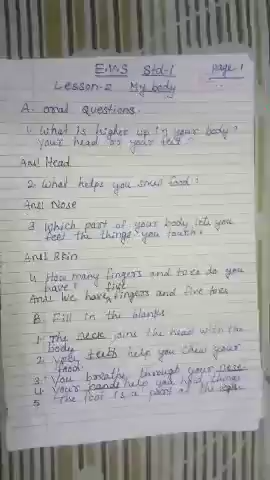 EVS Std-1 Page 1
Lesson-2 My body
A. oral Questions.
1. What is higher up in your body?
your head or your feet
Ans: Head
2. What helps you smell food?
Ans: Nose
3. Which part of your body lets you
feel the things you touch?
Ans: Skin
4. How many fingers and toes do you
have? five
Ans: We have fingers and five toes
B. Fill in the blanks
1. The neck joins the head with the
body
2. Your teeth help you chew your
food.
3. You breathe through your nose
4. Your hands help you hold things
5. The foot is a part of the